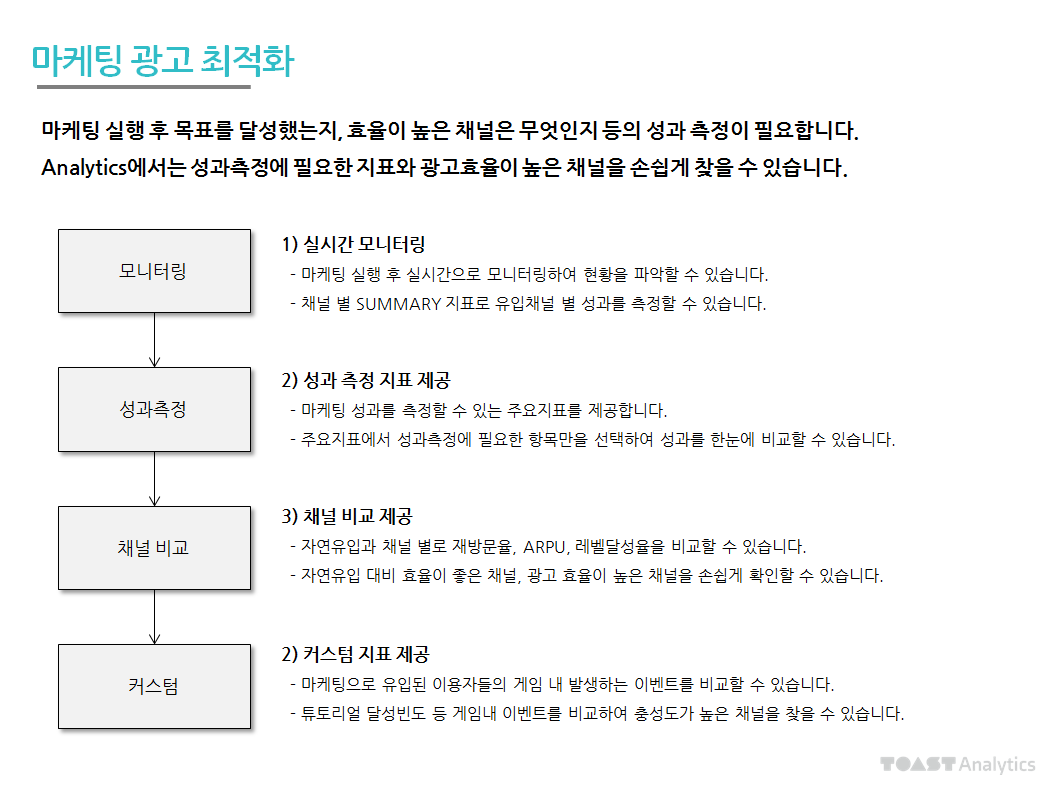 마케팅 광고 최적화
마케팅 실행 후 목표를 달성했는지, 효율이 높은 채널은 무엇인지 등의 성과 측정이 필요합니다.
Analytics에서는 성과측정에 필요한 지표와 광고효율이 높은 채널을 손쉽게 찾을 수 있습니다.
모니터링
1) 실시간 모니터링
- 마케팅 실행 후 실시간으로 모니터링하여 현황을 파악할 수 있습니다.
- 채널 별 SUMMARY 지표로 유입채널 별 성과를 측정할 수 있습니다.
성과측정
2) 성과 측정 지표 제공
- 마케팅 성과를 측정할 수 있는 주요지표를 제공합니다.
- 주요지표에서 성과측정에 필요한 항목만을 선택하여 성과를 한눈에 비교할 수 있습니다.
채널 비교
3) 채널 비교 제공
- 자연유입과 채널 별로 재방문율, ARPU, 레벨달성율을 비교할 수 있습니다.
- 자연유입 대비 효율이 좋은 채널, 광고 효율이 높은 채널을 손쉽게 확인할 수 있습니다.
커스텀
2) 커스텀 지표 제공
- 마케팅으로 유입된 이용자들의 게임 내 발생하는 이벤트를 비교할 수 있습니다.
- 튜토리얼 달성빈도 등 게임내 이벤트를 비교하여 충성도가 높은 채널을 찾을 수 있습니다.
TOAST Analytics